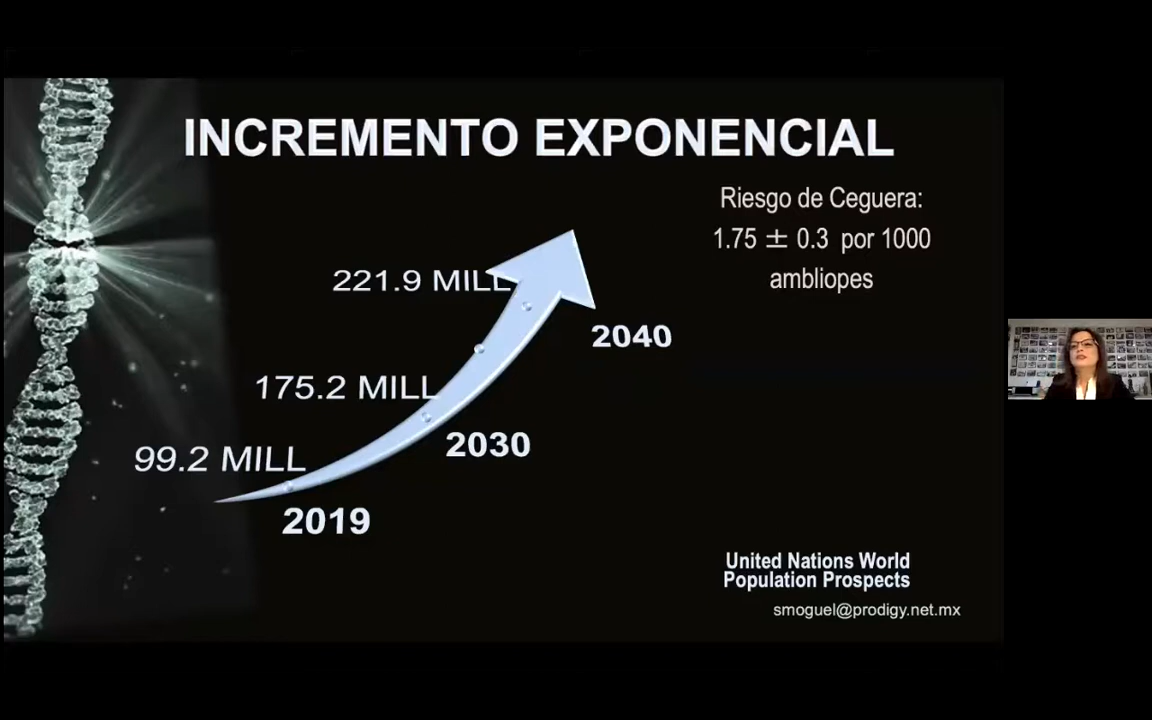 INCREMENTO EXPONENCIAL
Riesgo de Ceguera:
1.75 ± 0.3 por 1000
ambliopes
221.9 MILL
2040
175.2 MILL
2030
99.2 MILL
2019
United Nations World
Population Prospects
smoguel@prodigy.net.mx